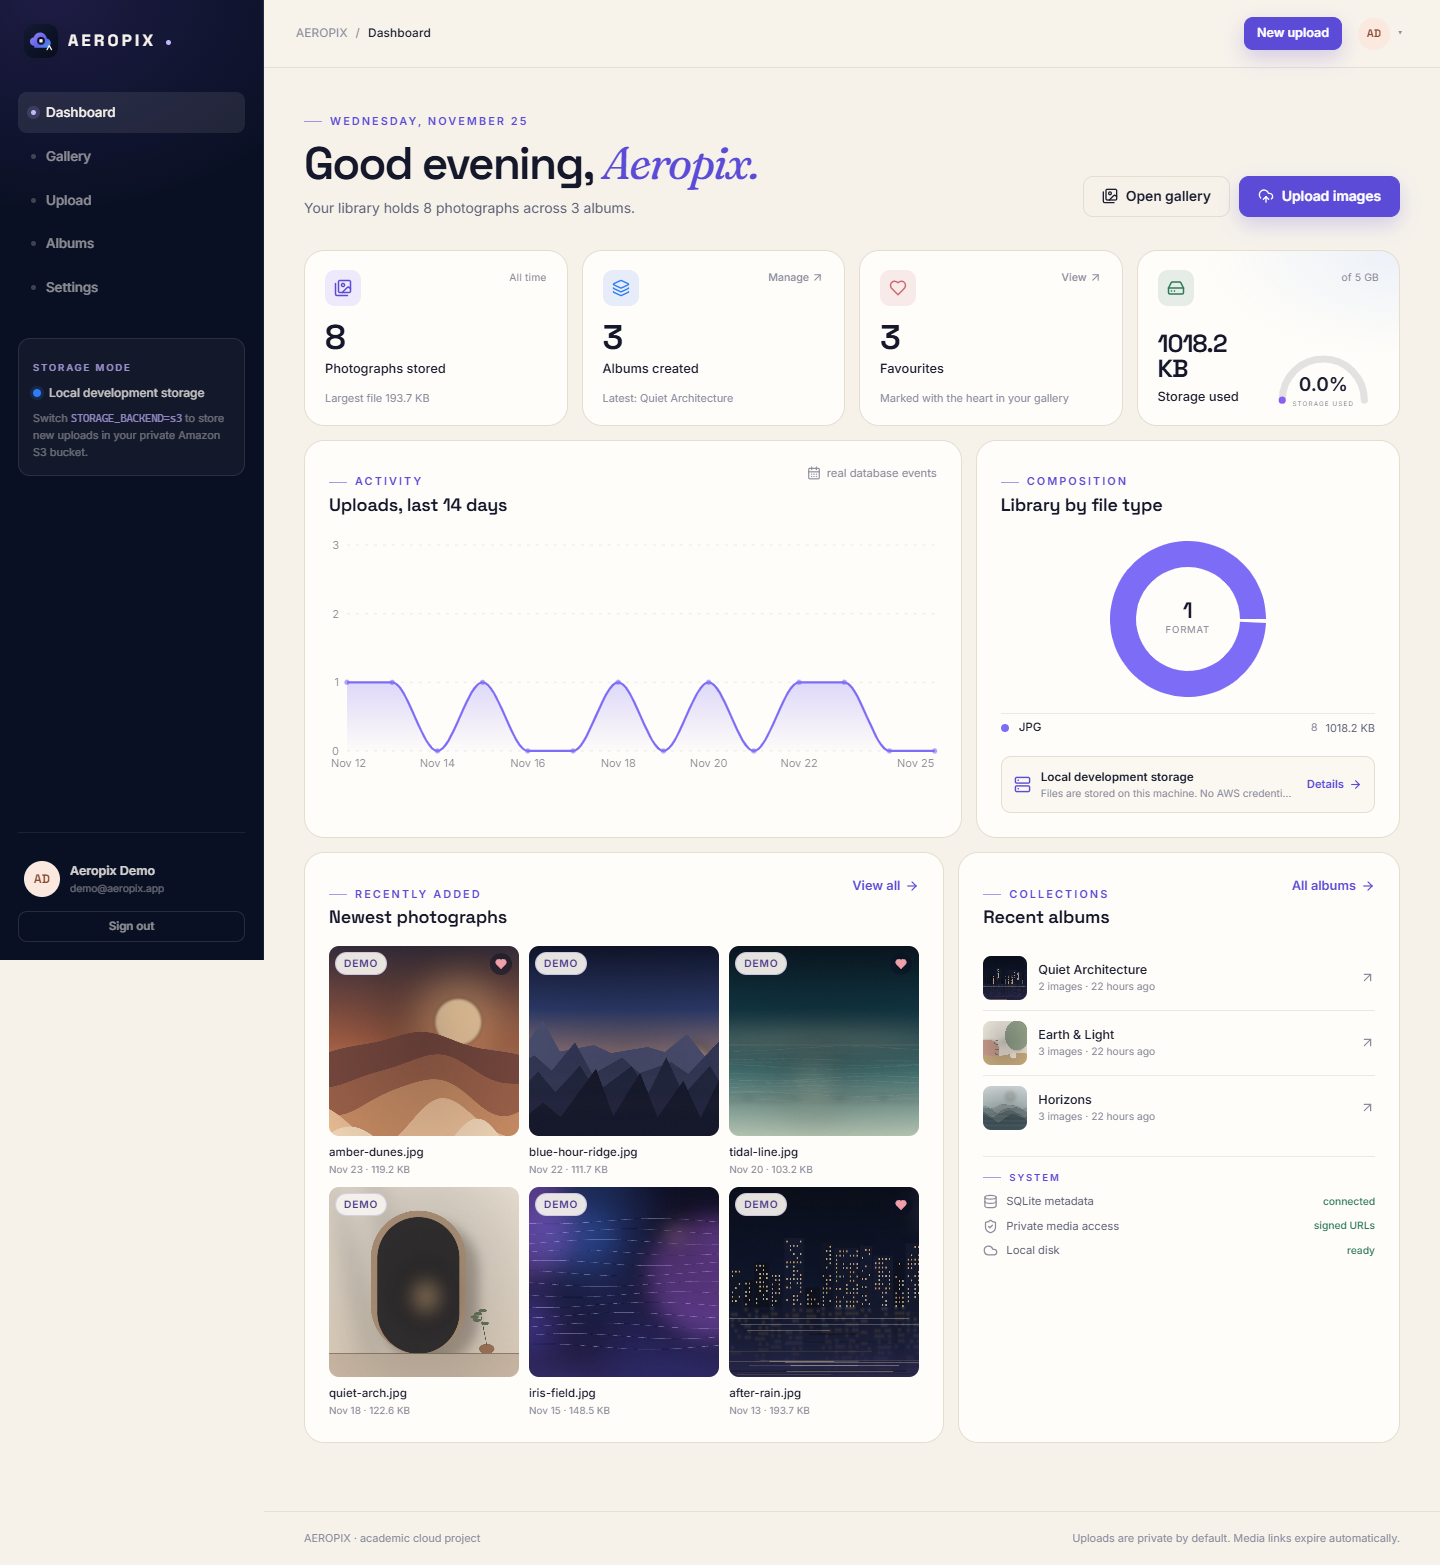 AEROPIX
Dashboard
Gallery
Upload
Albums
Settings
STORAGE MODE
Local development storage
Switch STORAGE_BACKEND=s3 to store
new uploads in your private Amazon
S3 bucket.
AD
Aeropix Demo
demo@aeropix.app
Sign out
AEROPIX / Dashboard
New upload
AD
WEDNESDAY, NOVEMBER 25
Good evening, Aeropix.
Your library holds 8 photographs across 3 albums.
Open gallery
Upload images
All time
8
Photographs stored
Largest file 193.7 KB
Manage
3
Albums created
Latest: Quiet Architecture
View
3
Favourites
Marked with the heart in your gallery
of 5 GB
1018.2
KB
Storage used
0.0%
STORAGE USED
ACTIVITY
Uploads, last 14 days
real database events
3
2
1
0
Nov 12 Nov 14 Nov 16 Nov 18 Nov 20 Nov 22 Nov 25
COMPOSITION
Library by file type
1
FORMAT
JPG 8 1018.2 KB
Local development storage
Files are stored on this machine. No AWS credenti...
Details
RECENTLY ADDED
Newest photographs
View all
DEMO
DEMO
DEMO
amber-dunes.jpg
Nov 23 · 119.2 KB
blue-hour-ridge.jpg
Nov 22 · 111.7 KB
tidal-line.jpg
Nov 20 · 103.2 KB
DEMO
DEMO
DEMO
quiet-arch.jpg
Nov 18 · 122.6 KB
iris-field.jpg
Nov 15 · 148.5 KB
after-rain.jpg
Nov 13 · 193.7 KB
COLLECTIONS
Recent albums
All albums
Quiet Architecture
2 images · 22 hours ago
Earth & Light
3 images · 22 hours ago
Horizons
3 images · 22 hours ago
SYSTEM
SQLite metadata connected
Private media access signed URLs
Local disk ready
AEROPIX · academic cloud project
Uploads are private by default. Media links expire automatically.